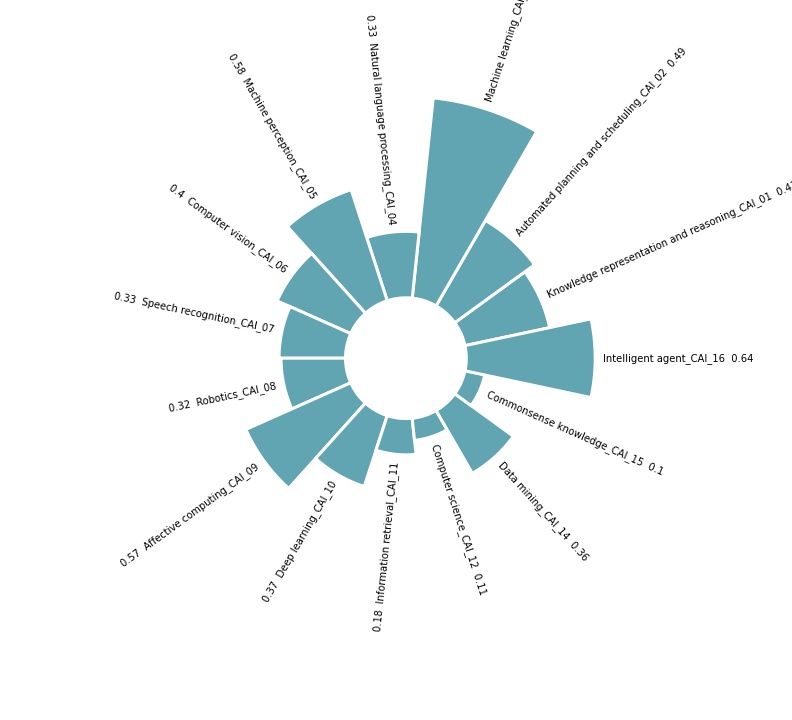 Machine learning_CAI
Automated planning and scheduling_CAI_02 0.49
Knowledge representation and reasoning_CAI_01
Intelligent agent_CAI_16 0.64
Commonsense knowledge_CAI_15 0.1
Data mining_CAI_14 0.36
Computer science_CAI_12 0.11
0.18 Information retrieval_CAI_11
0.37 Deep learning_CAI_10
0.57 Affective computing_CAI_09
0.32 Robotics_CAI_08
0.33 Speech recognition_CAI_07
0.4 Computer vision_CAI_06
0.58 Machine perception_CAI_05
0.33 Natural language processing_CAI_04